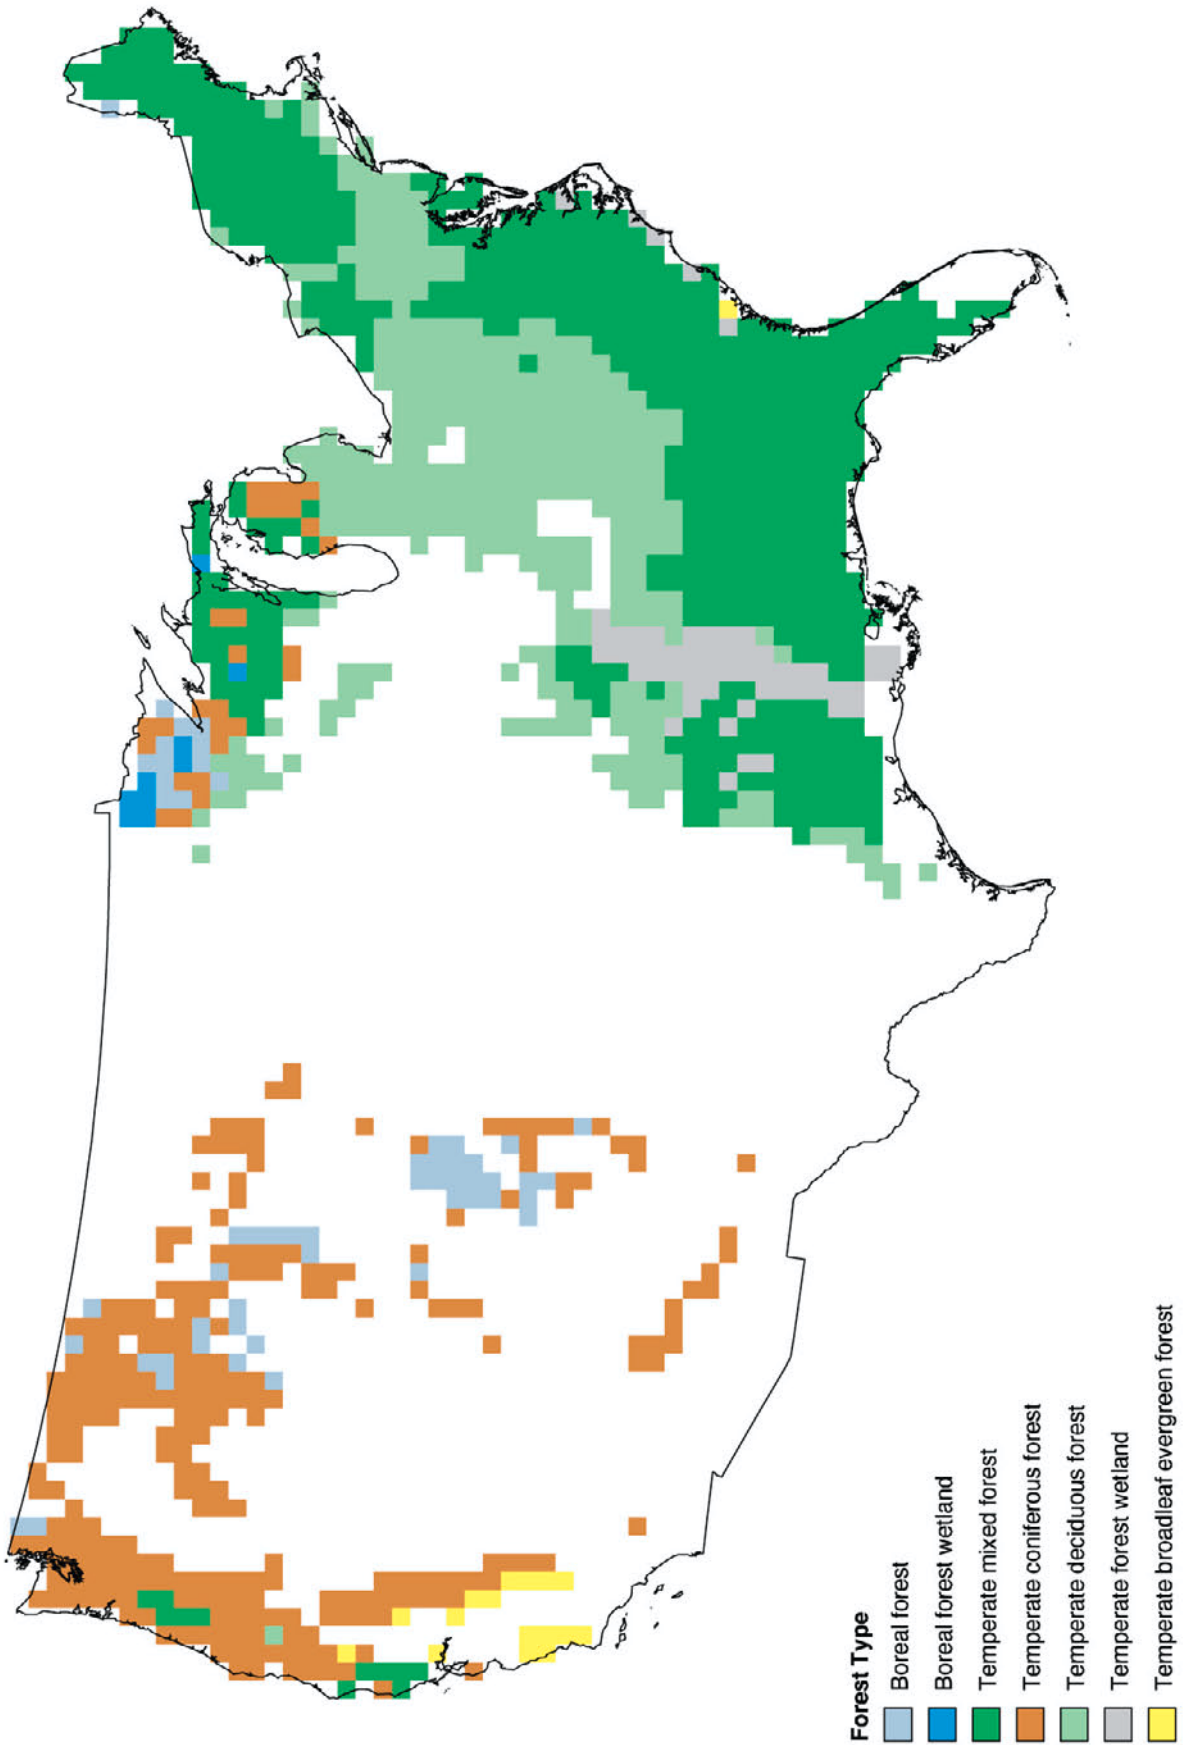 Forest Type
Boreal forest
Boreal forest wetland
Temperate mixed forest
Temperate coniferous forest
Temperate deciduous forest
Temperate forest wetland
Temperate broadleaf evergreen forest